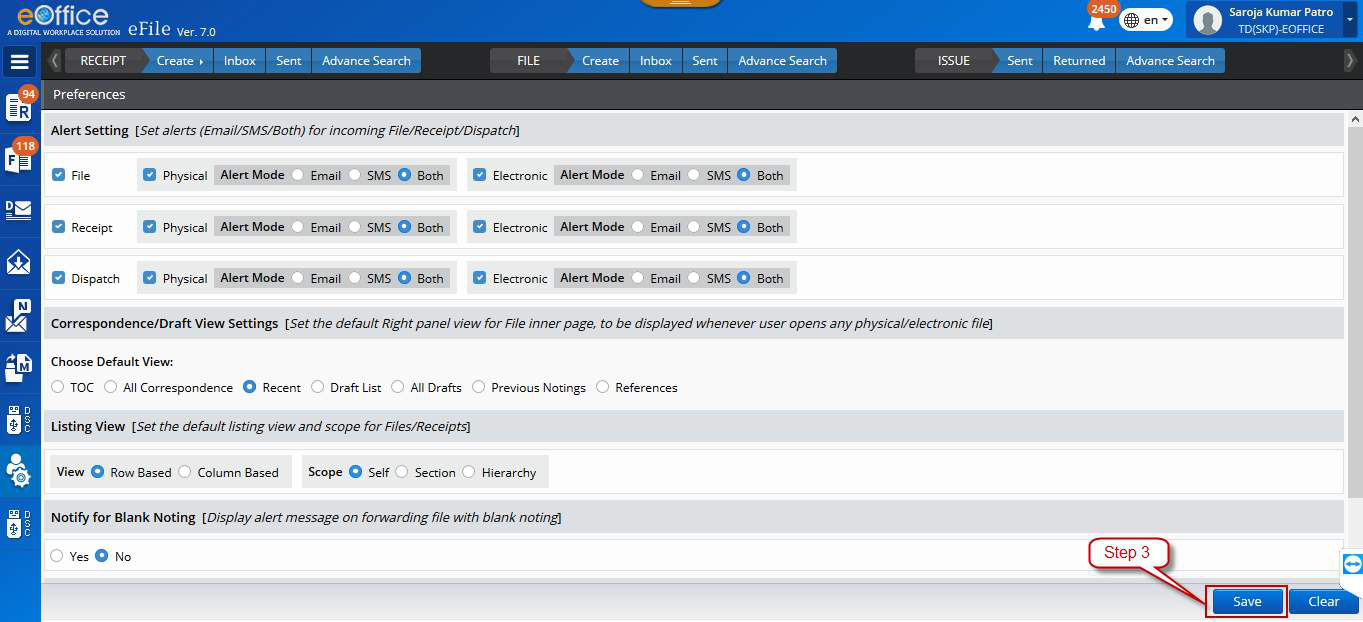 eOffice
A DIGITAL WORKPLACE SOLUTION
eFile Ver. 7.0
2450
en
Saroja Kumar Patro
TD(SKP)-EOFFICE
RECEIPT Create Inbox Sent Advance Search FILE Create Inbox Sent Advance Search ISSUE Sent Returned Advance Search
94
R
118
F
D
N
M
DSC
DSC
Preferences
Alert Setting [Set alerts (Email/SMS/Both) for incoming File/Receipt/Dispatch]
File Physical Alert Mode Email SMS Both Electronic Alert Mode Email SMS Both
Receipt Physical Alert Mode Email SMS Both Electronic Alert Mode Email SMS Both
Dispatch Physical Alert Mode Email SMS Both Electronic Alert Mode Email SMS Both
Correspondence/Draft View Settings [Set the default Right panel view for File inner page, to be displayed whenever user opens any physical/electronic file]
Choose Default View:
TOC All Correspondence Recent Draft List All Drafts Previous Notings References
Listing View [Set the default listing view and scope for Files/Receipts]
View Row Based Column Based Scope Self Section Hierarchy
Notify for Blank Noting [Display alert message on forwarding file with blank noting]
Yes No
Step 3
Save Clear